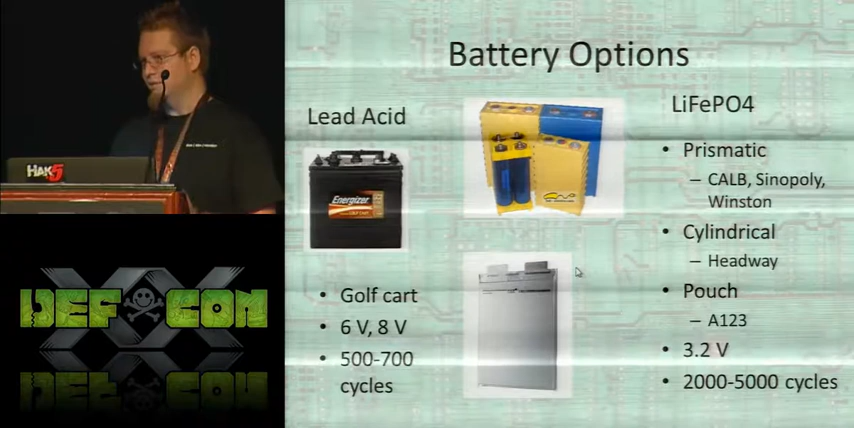 Battery Options
Lead Acid
Energizer
• Golf cart
• 6 V, 8 V
• 500-700
cycles
LiFePO4
• Prismatic
– CALB, Sinopoly,
Winston
• Cylindrical
– Headway
• Pouch
– A123
• 3.2 V
• 2000-5000 cycles
HAK5
XX
DEF CON